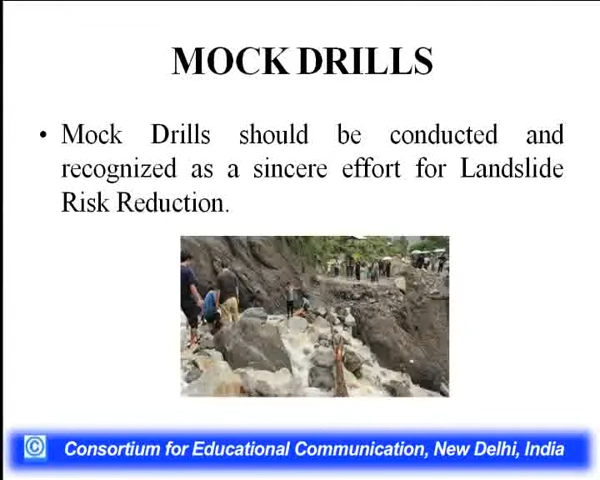 MOCK DRILLS
• Mock Drills should be conducted and
recognized as a sincere effort for Landslide
Risk Reduction.
© Consortium for Educational Communication, New Delhi, India